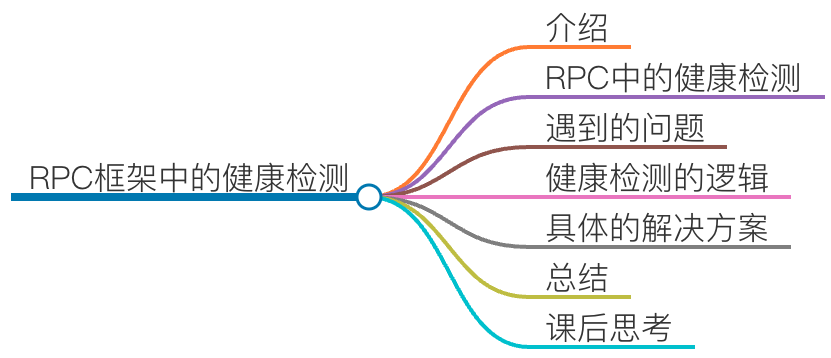 介绍
RPC中的健康检测
遇到的问题
RPC框架中的健康检测
健康检测的逻辑
具体的解决方案
总结
课后思考